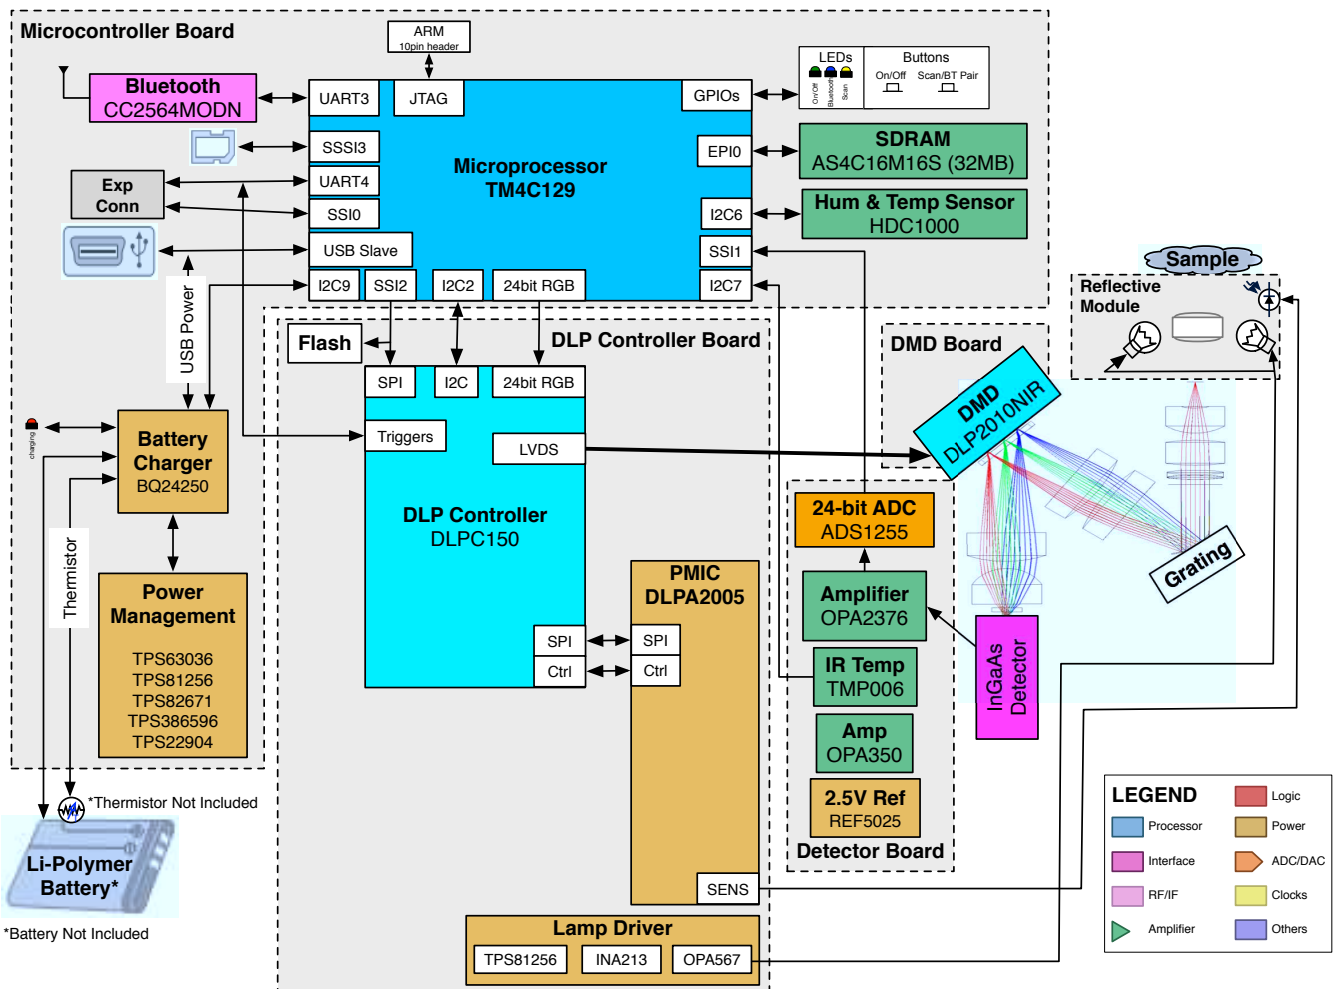 Microcontroller Board
ARM
10pin header
LEDs
On/Off
Bluetooth
Scan
Buttons
On/Off
Scan/BT Pair
Bluetooth
CC2564MODN
UART3
JTAG
GPIOs
SSSI3
EPI0
SDRAM
AS4C16M16S (32MB)
Microprocessor
TM4C129
Exp
Conn
UART4
SSI0
I2C6
Hum & Temp Sensor
HDC1000
USB Slave
SSI1
I2C9
SSI2
I2C2
24bit RGB
I2C7
Sample
Reflective
Module
USB Power
Flash
DLP Controller Board
DMD Board
SPI
I2C
24bit RGB
DMD
DLP2010NIR
Triggers
LVDS
charging
Battery
Charger
BQ24250
DLP Controller
DLPC150
24-bit ADC
ADS1255
Grating
Thermistor
Power
Management
TPS63036
TPS81256
TPS82671
TPS386596
TPS22904
PMIC
DLPA2005
Amplifier
OPA2376
SPI
Ctrl
SPI
Ctrl
IR Temp
TMP006
InGaAs
Detector
Amp
OPA350
2.5V Ref
REF5025
Detector Board
*Thermistor Not Included
Li-Polymer
Battery*
*Battery Not Included
SENS
Lamp Driver
TPS81256
INA213
OPA567
LEGEND
Logic
Processor
Power
Interface
ADC/DAC
RF/IF
Clocks
Amplifier
Others